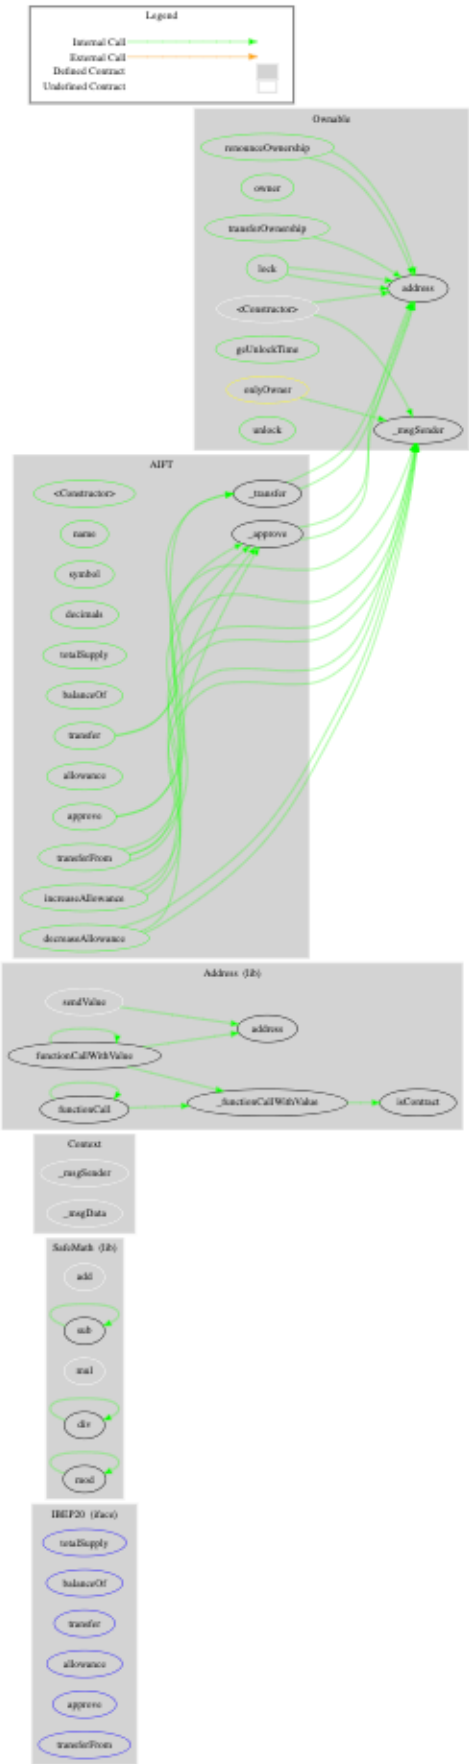 Legend
Internal Call
External Call
Defined Contract
Undefined Contract
Ownable
renounceOwnership
owner
transferOwnership
lock
address
<Constructor>
geUnlockTime
onlyOwner
_msgSender
unlock
AIFT
<Constructor>
_transfer
name
_approve
symbol
decimals
totalSupply
balanceOf
transfer
allowance
approve
transferFrom
increaseAllowance
decreaseAllowance
Address (lib)
sendValue
address
functionCallWithValue
functionCall
_functionCallWithValue
isContract
Context
_msgSender
_msgData
SafeMath (lib)
add
sub
mul
div
mod
IBEP20 (iface)
totalSupply
balanceOf
transfer
allowance
approve
transferFrom